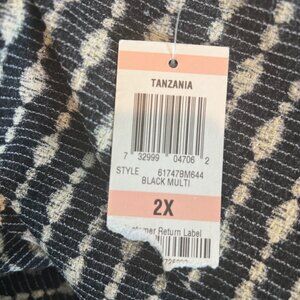 TANZANIA
7 32999 04706 2
STYLE 61747BM644
BLACK MULTI
2X
Return Label